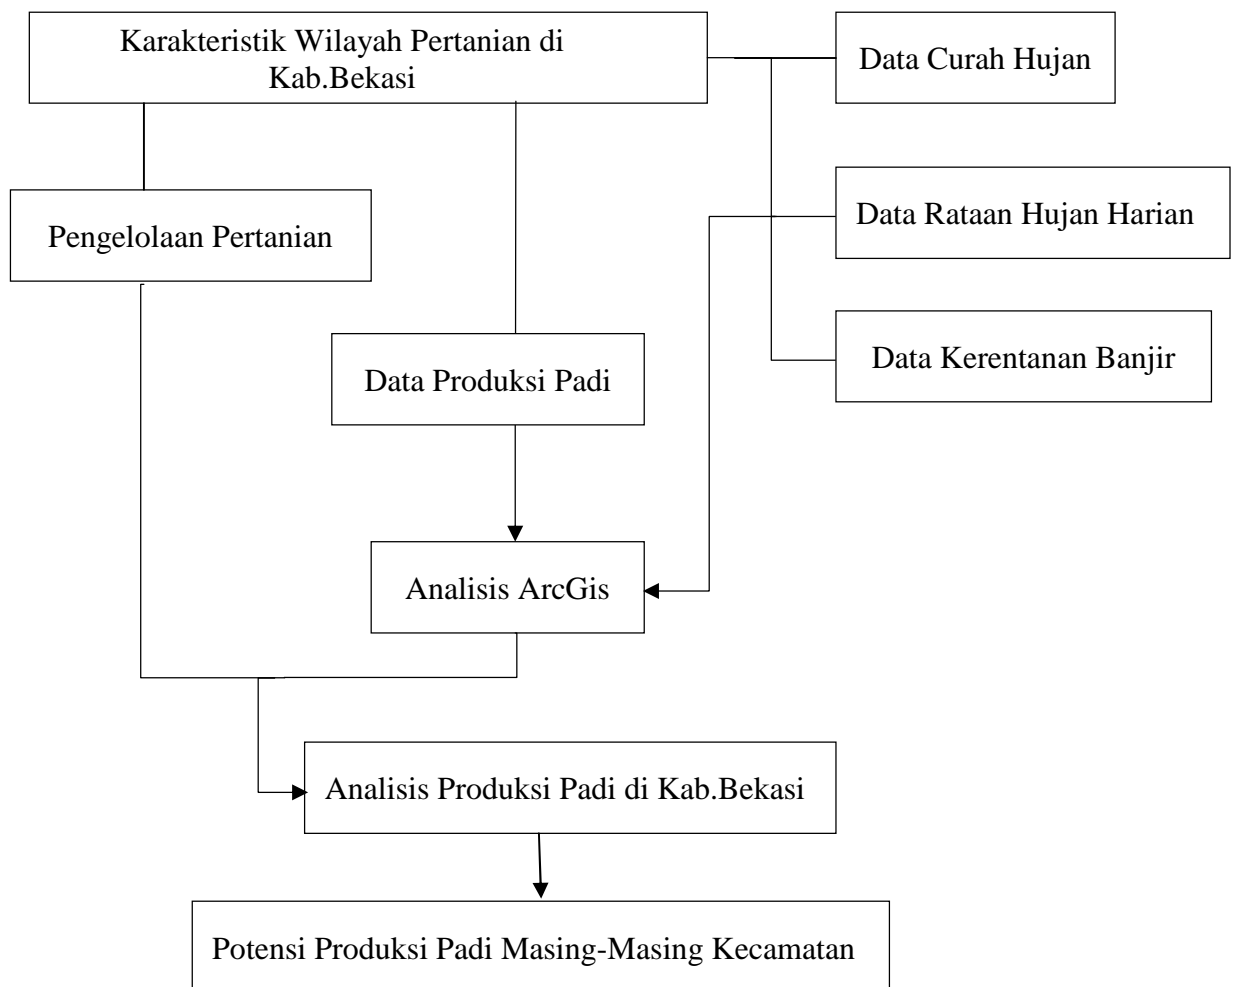 Karakteristik Wilayah Pertanian di
Kab.Bekasi
Data Curah Hujan
Data Rataan Hujan Harian
Pengelolaan Pertanian
Data Kerentanan Banjir
Data Produksi Padi
Analisis ArcGis
Analisis Produksi Padi di Kab.Bekasi
Potensi Produksi Padi Masing-Masing Kecamatan